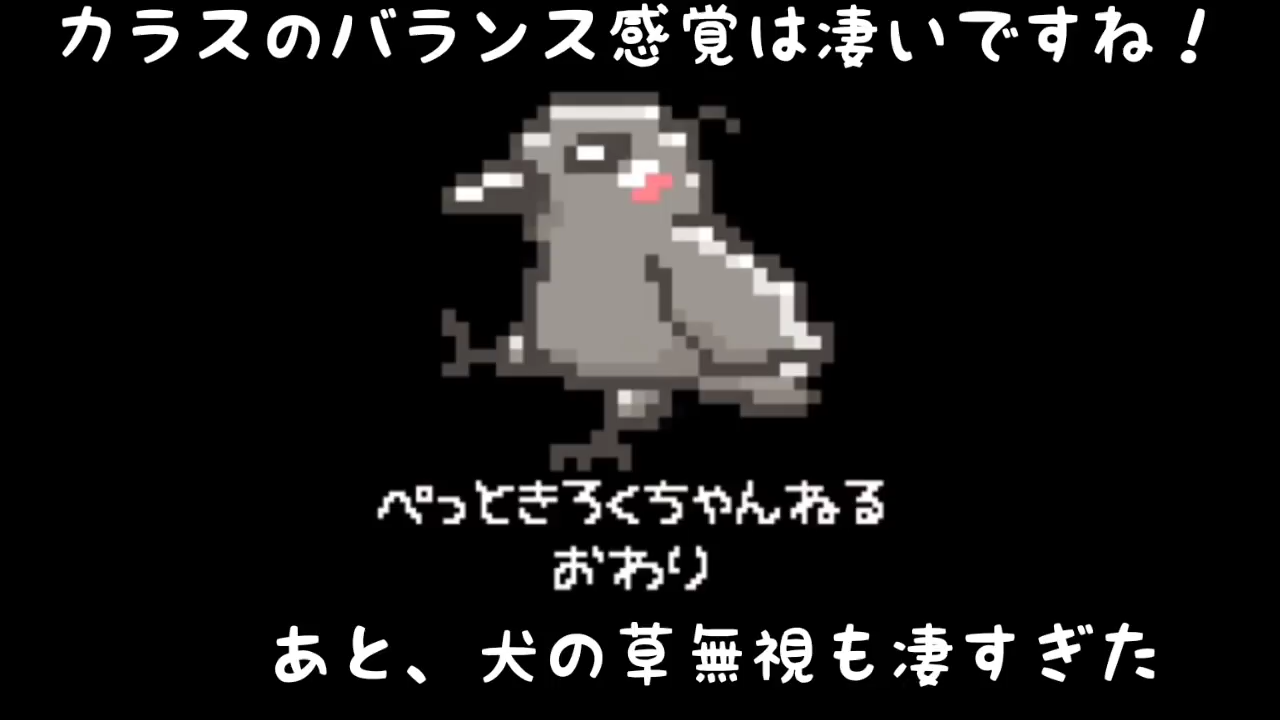 カラスのバランス感覚は凄いですね！
ぺっときろくちゃんねる
おわり
あと、犬の草無視も凄すぎた